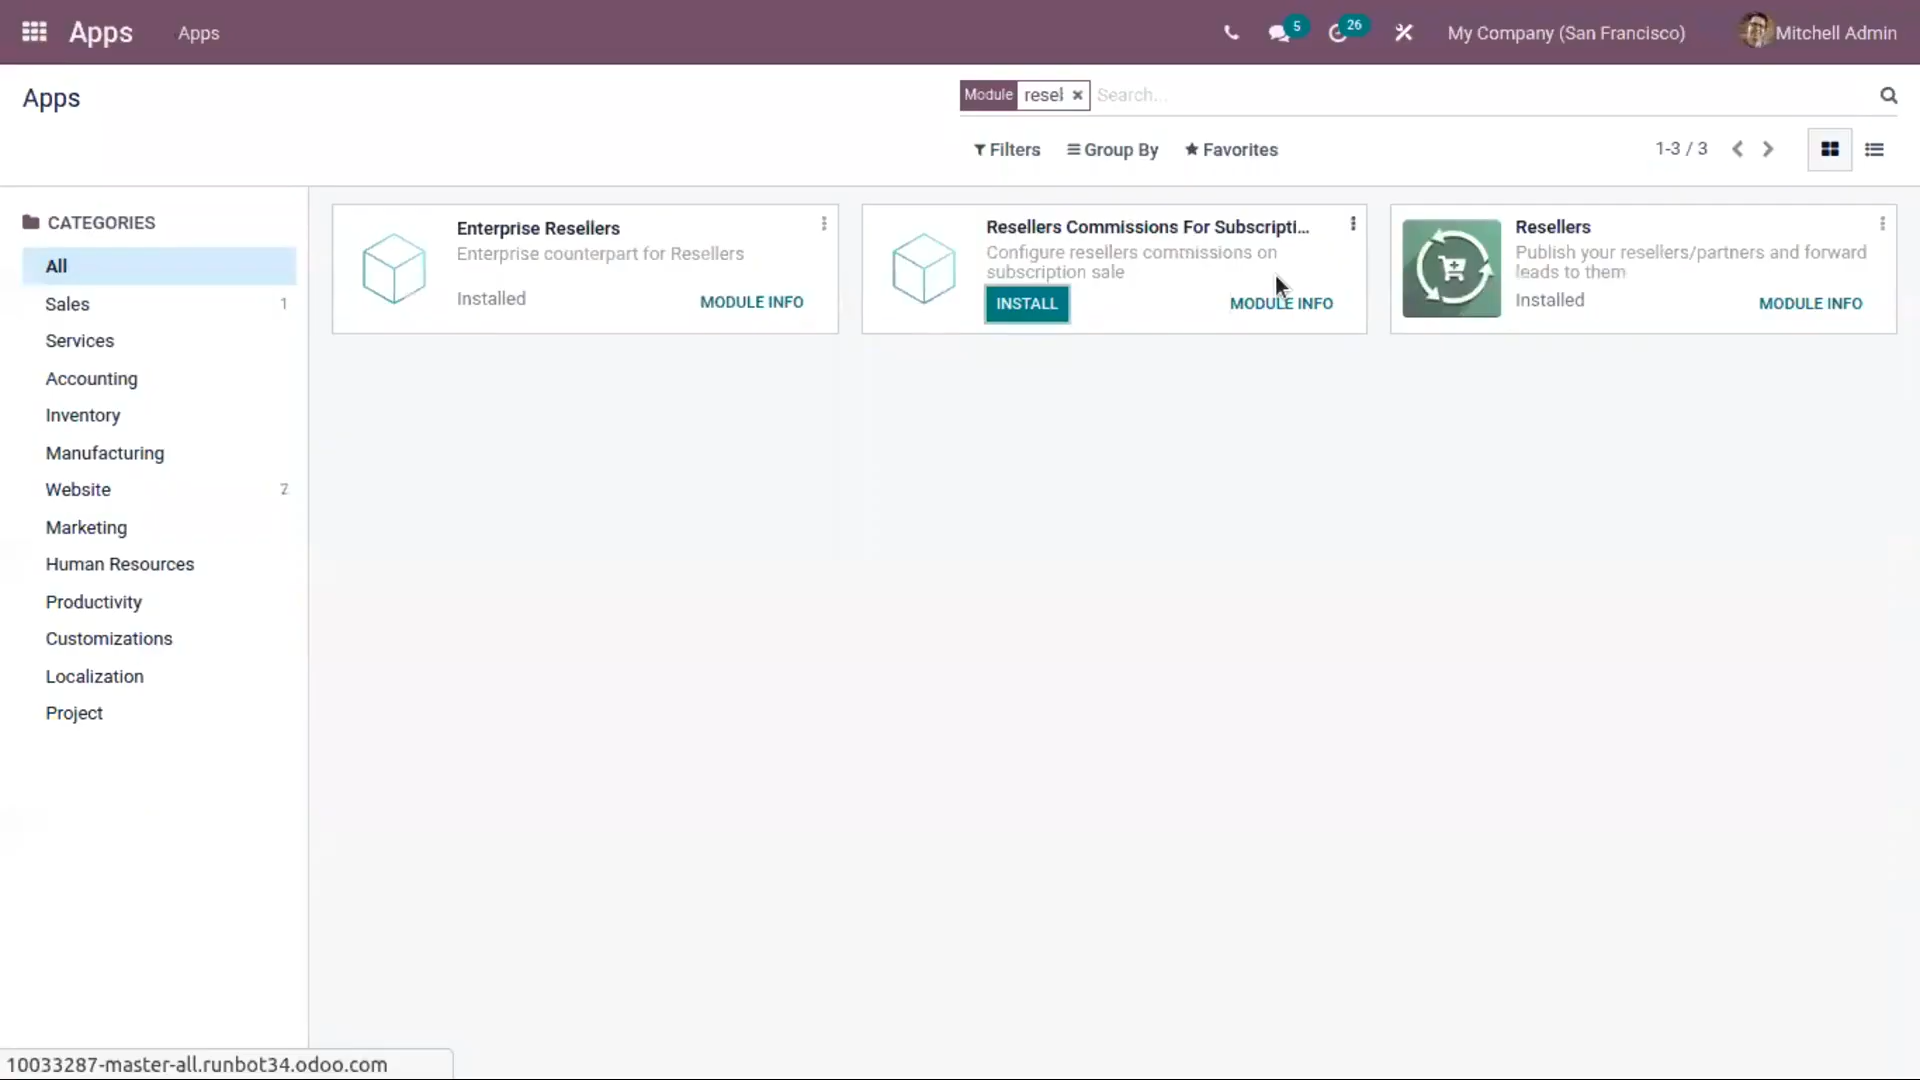 Apps
Apps
5
26
My Company (San Francisco)
Mitchell Admin
Apps
Module
resel
Search...
Filters
Group By
Favorites
1-3 / 3
CATEGORIES
All
Sales
1
Services
Accounting
Inventory
Manufacturing
Website
2
Marketing
Human Resources
Productivity
Customizations
Localization
Project
Enterprise Resellers
Enterprise counterpart for Resellers
Installed
MODULE INFO
Resellers Commissions For Subscripti...
Configure resellers commissions on
subscription sale
INSTALL
MODULE INFO
Resellers
Publish your resellers/partners and forward
leads to them
Installed
MODULE INFO
10033287-master-all.runbot34.odoo.com